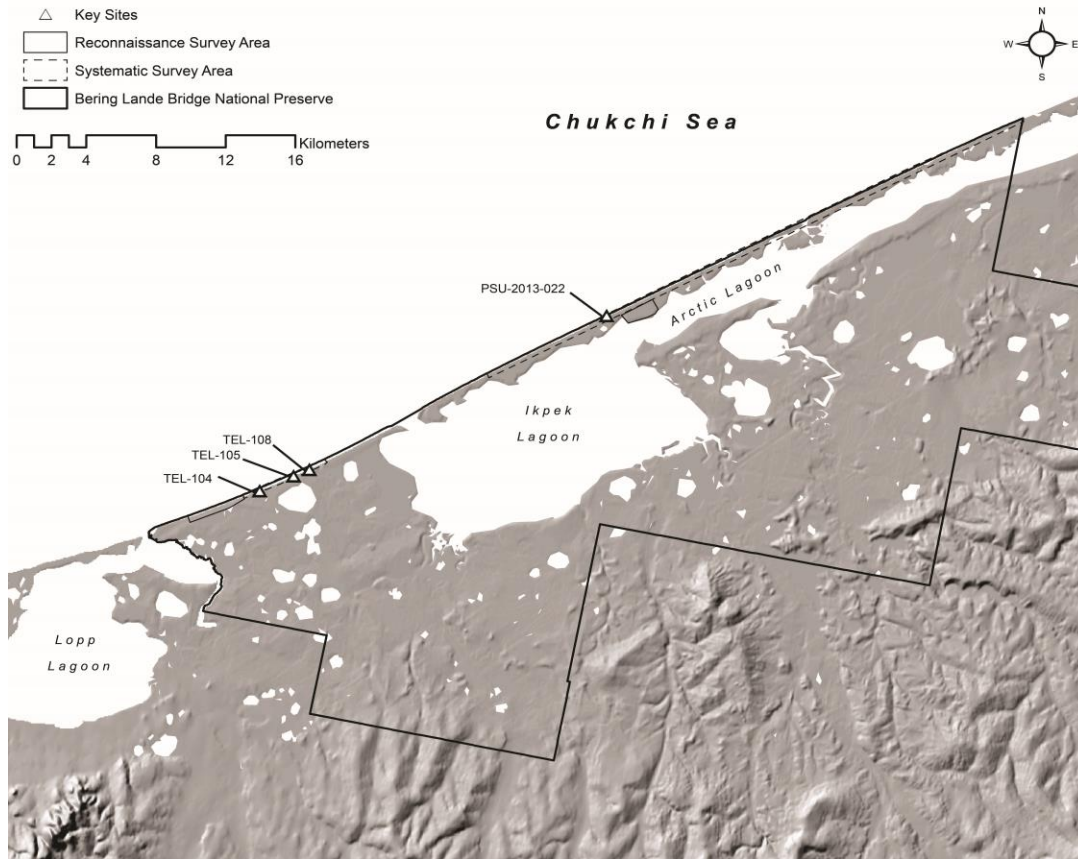 Key Sites
Reconnaissance Survey Area
Systematic Survey Area
Bering Lande Bridge National Preserve
Kilometers
0 2 4 8 12 16
N
W E
S
Chukchi Sea
PSU-2013-022
Arctic Lagoon
Ikpek
Lagoon
TEL-108
TEL-105
TEL-104
Lopp
Lagoon